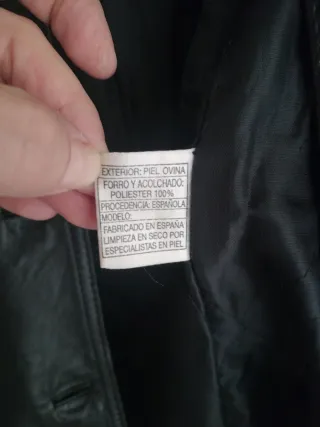 EXTERIOR: PIEL OVINA
FORRO Y ACOLCHADO:
POLIESTER 100%
PROCEDENCIA: ESPAÑOLA
MODELO:
FABRICADO EN ESPAÑA
LIMPIEZA EN SECO POR
ESPECIALISTAS EN PIEL